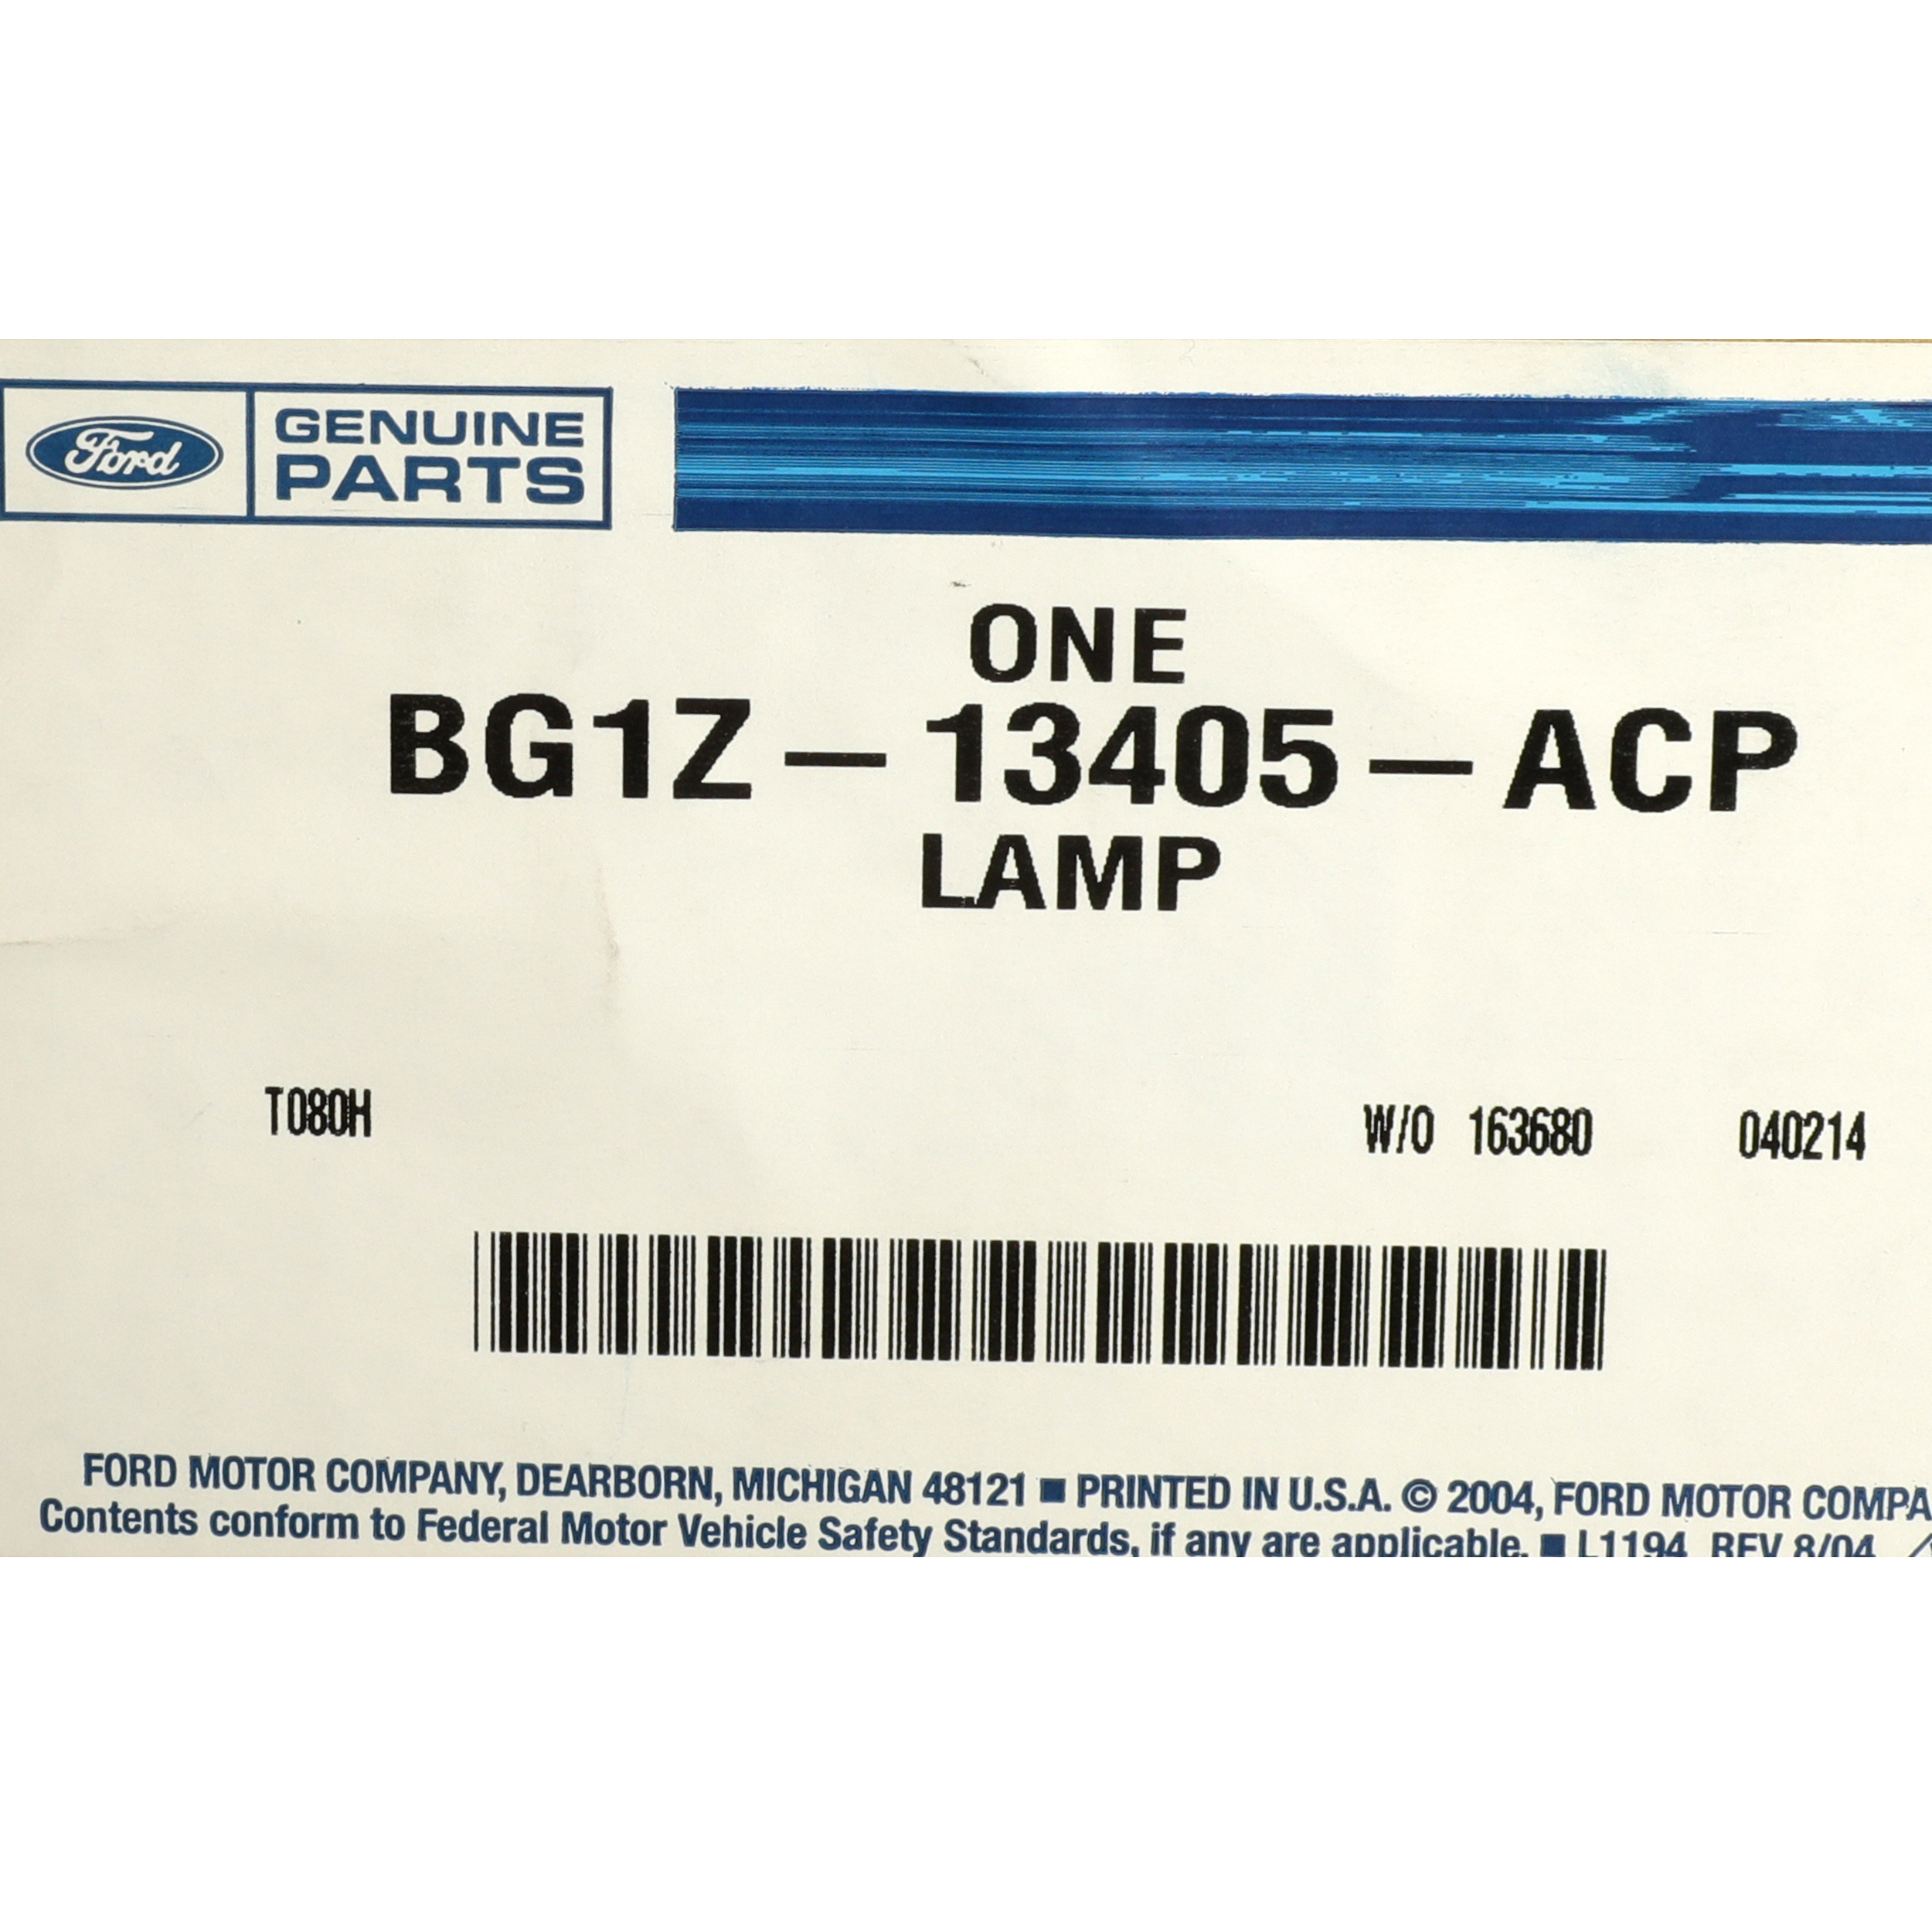 Ford GENUINE
PARTS
ONE
BG1Z-13405-ACP
LAMP
T080H W/O 163680 040214
FORD MOTOR COMPANY, DEARBORN, MICHIGAN 48121 ■ PRINTED IN U.S.A. © 2004, FORD MOTOR COMPA
Contents conform to Federal Motor Vehicle Safety Standards, if any are applicable. ■ L1194 REV 8/04